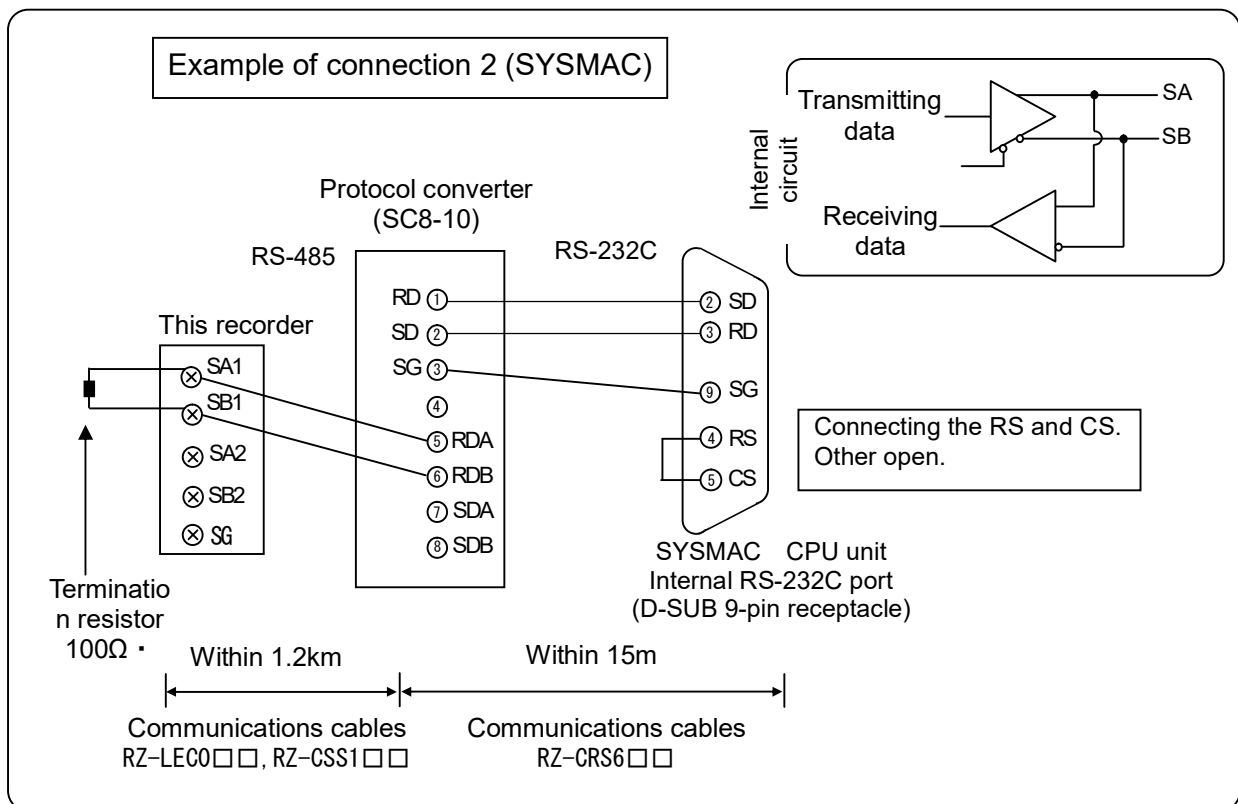 Example of connection 2 (SYSMAC)
Internal
circuit
Transmitting
data
SA
SB
Receiving
data
Protocol converter
(SC8-10)
RS-485
RS-232C
This recorder
SA1
SB1
SA2
SB2
SG
RD ①
SD ②
SG ③
④
⑤ RDA
⑥ RDB
⑦ SDA
⑧ SDB
② SD
③ RD
⑨ SG
④ RS
⑤ CS
Connecting the RS and CS.
Other open.
SYSMAC CPU unit
Internal RS-232C port
(D-SUB 9-pin receptacle)
Terminatio
n resistor
100Ω・
Within 1.2km
Within 15m
Communications cables
RZ-LEC0□□, RZ-CSS1□□
Communications cables
RZ-CRS6□□